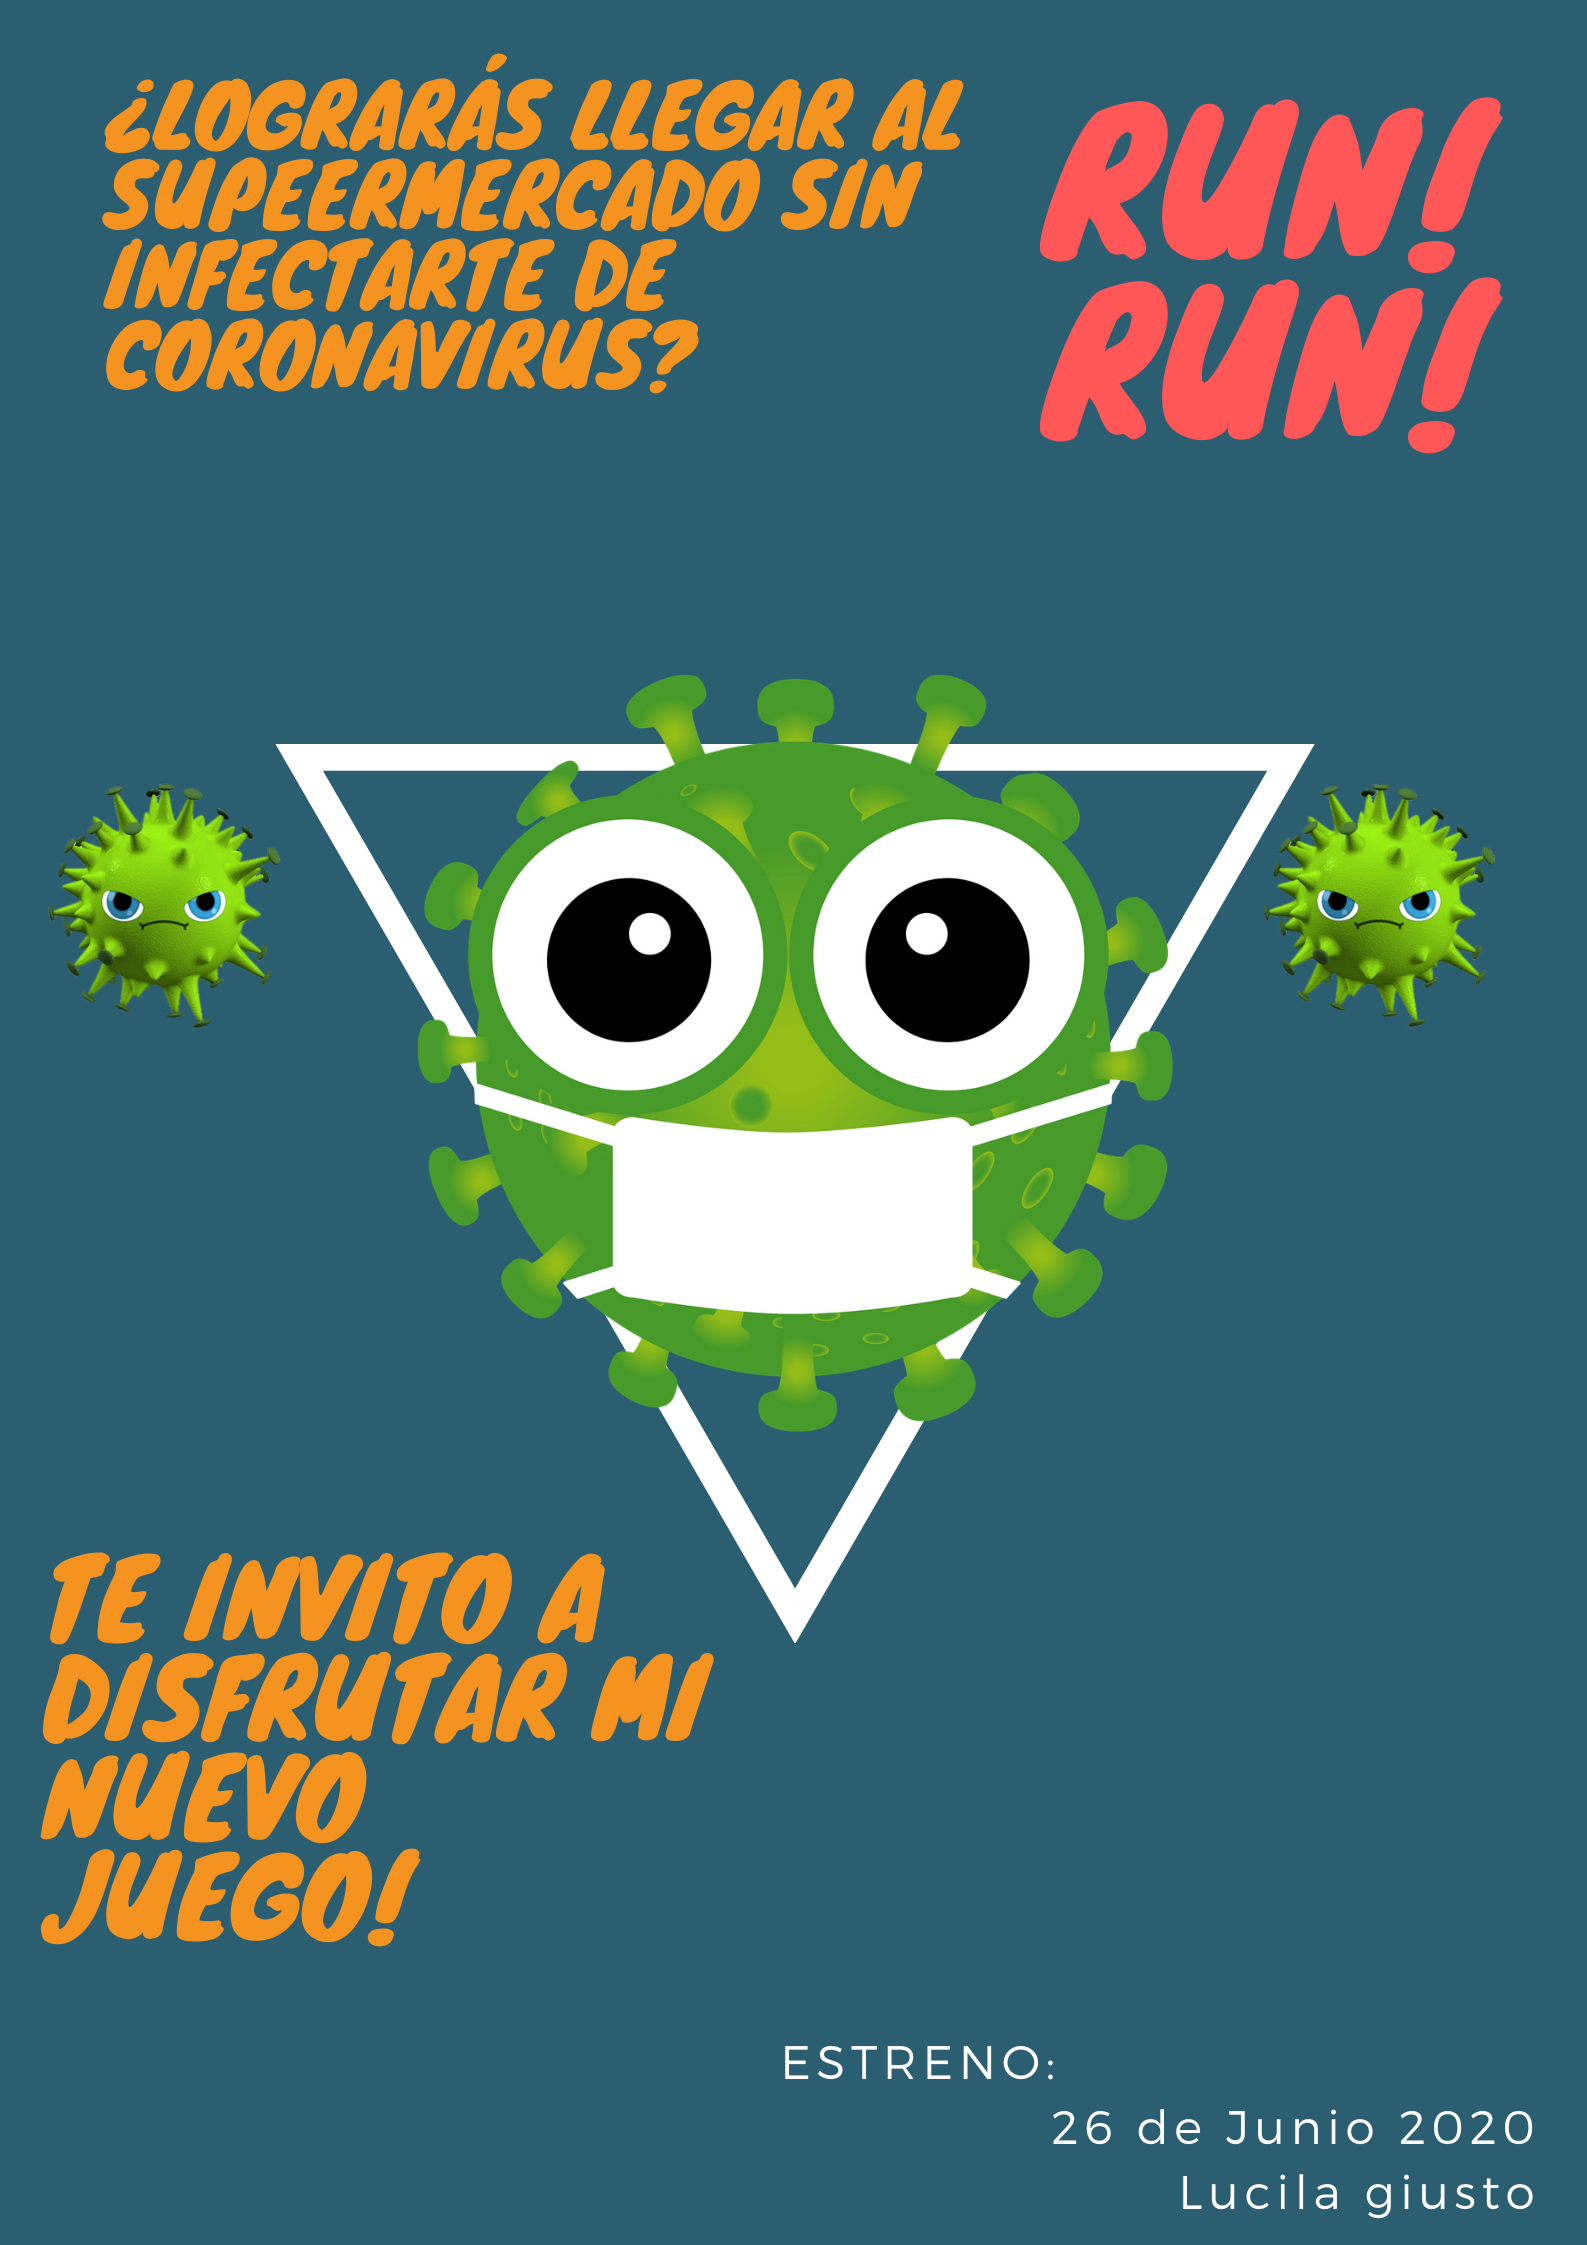 ¿LOGRARÁS LLEGAR AL
SUPEERMERCADO SIN
INFECTARTE DE
CORONAVIRUS?
RUN!
RUN!
TE INVITO A
DISFRUTAR MI
NUEVO
JUEGO!
ESTRENO:
26 de Junio 2020
Lucila giusto